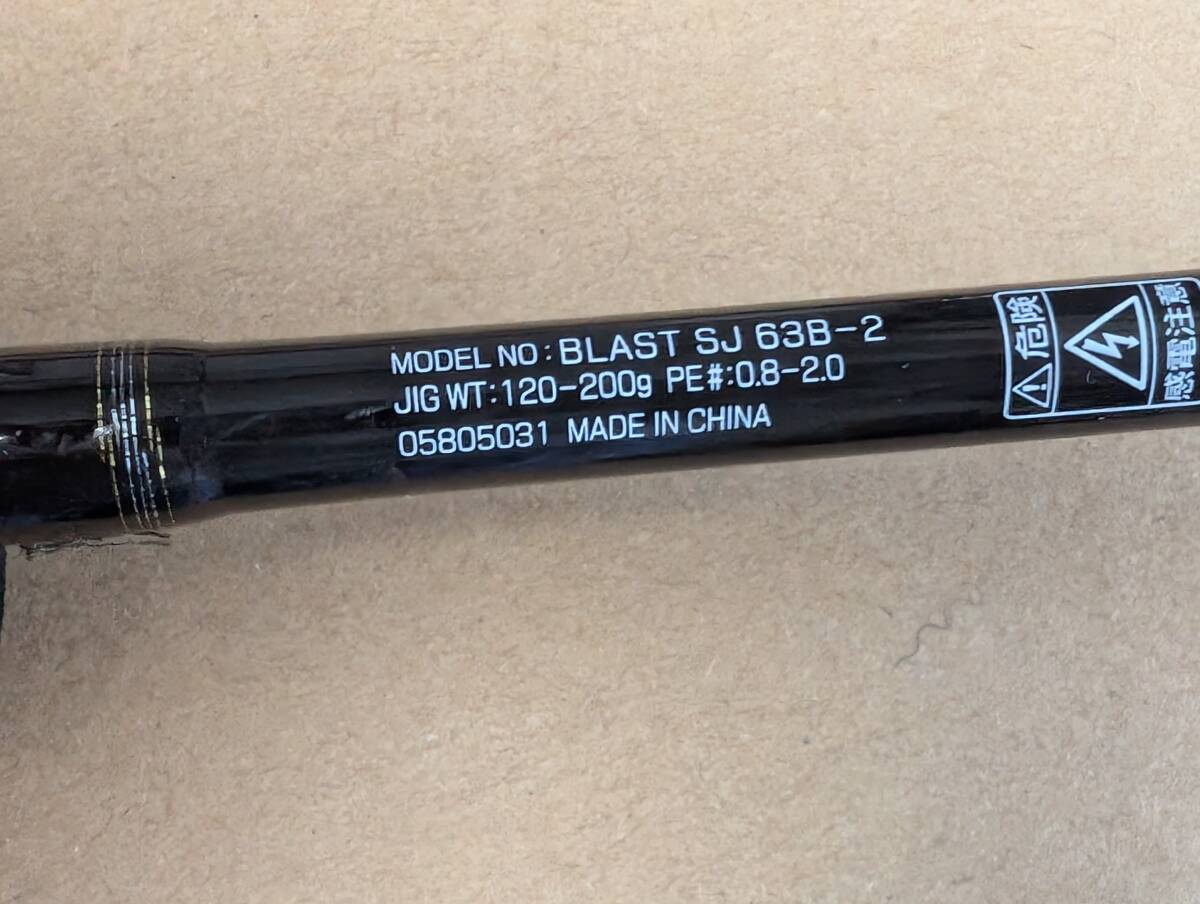 MODEL NO:BLAST SJ 63B-2
JIG WT:120-200g PE#:0.8-2.0
05805031 MADE IN CHINA
危険
感電注意